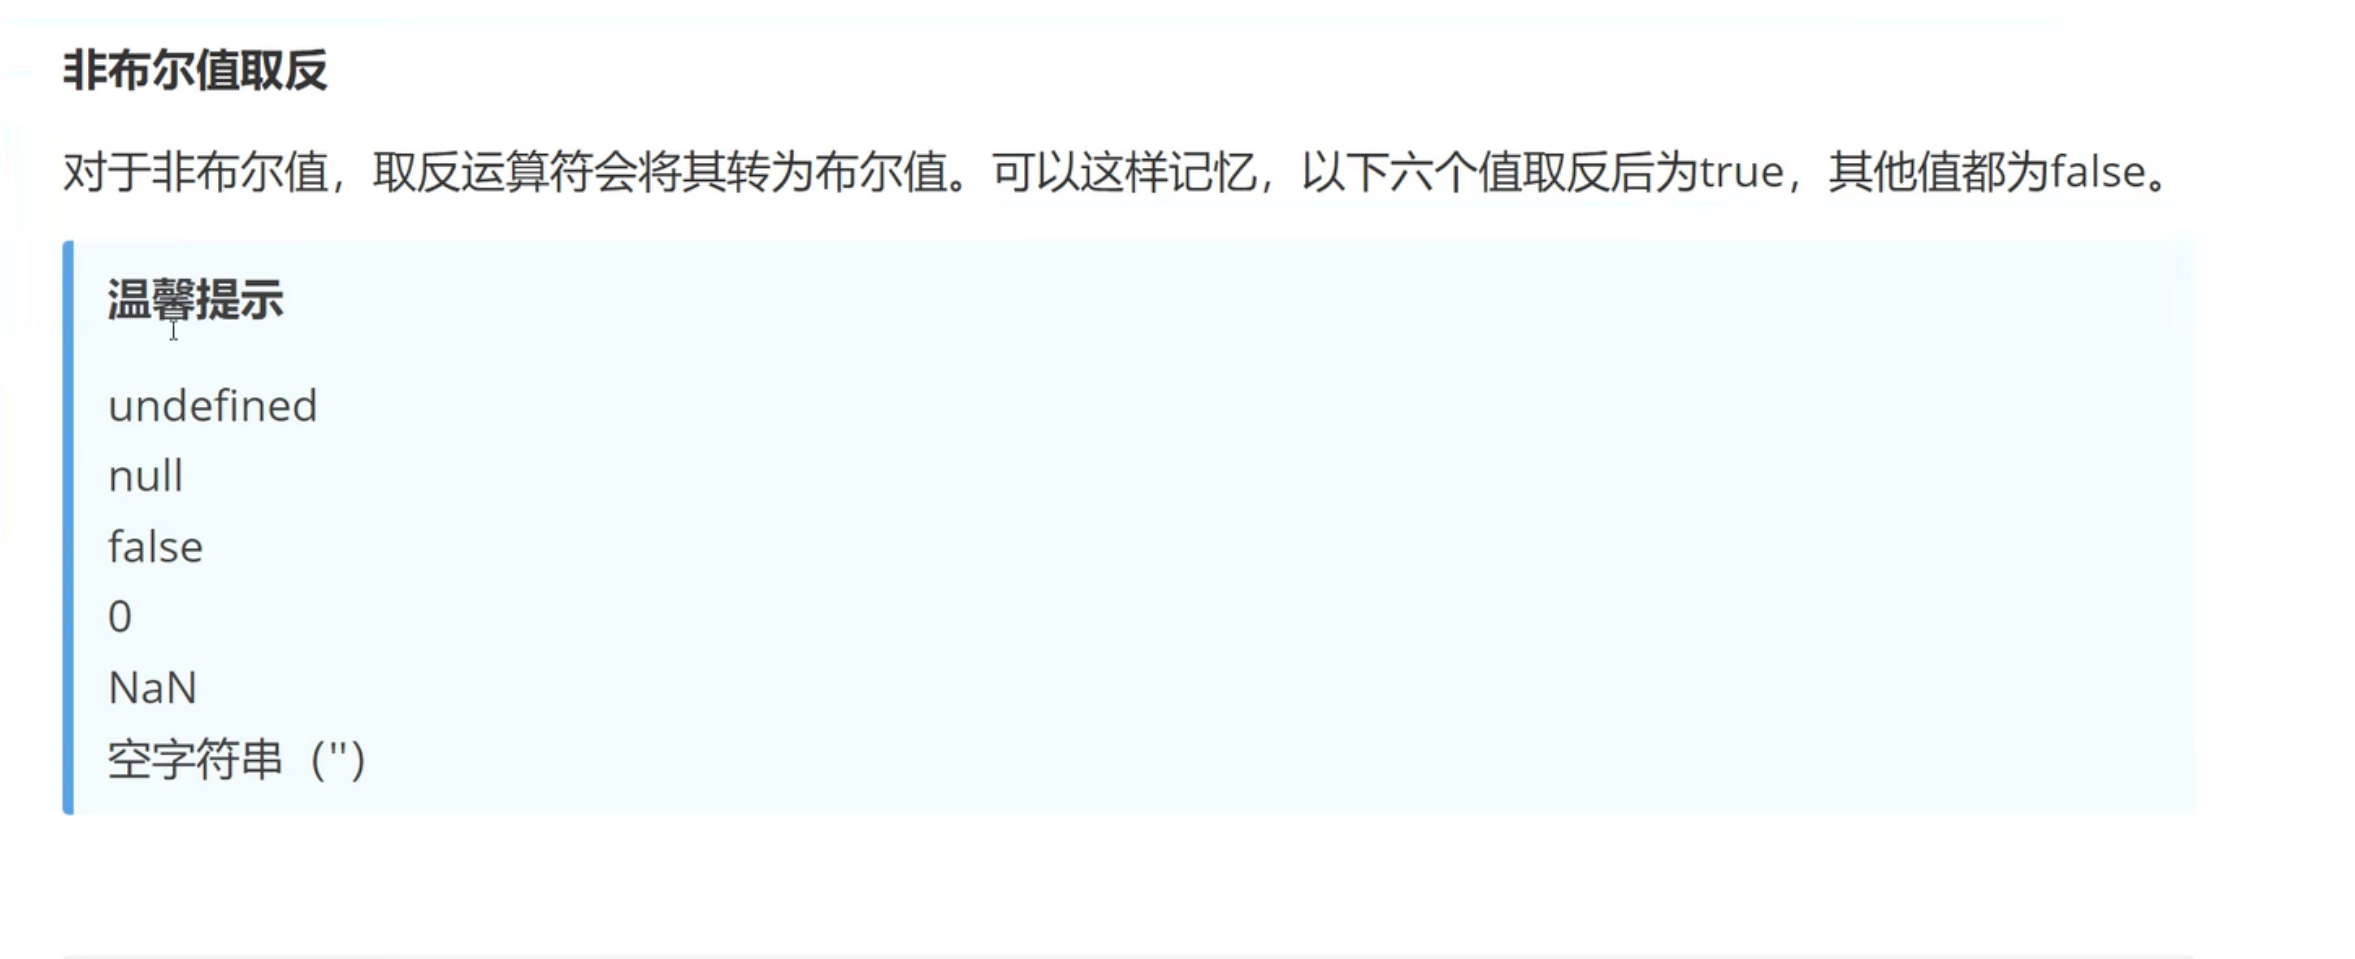 非布尔值取反
对于非布尔值，取反运算符会将其转为布尔值。可以这样记忆，以下六个值取反后为true，其他值都为false。
温馨提示
undefined
null
false
0
NaN
空字符串（''）